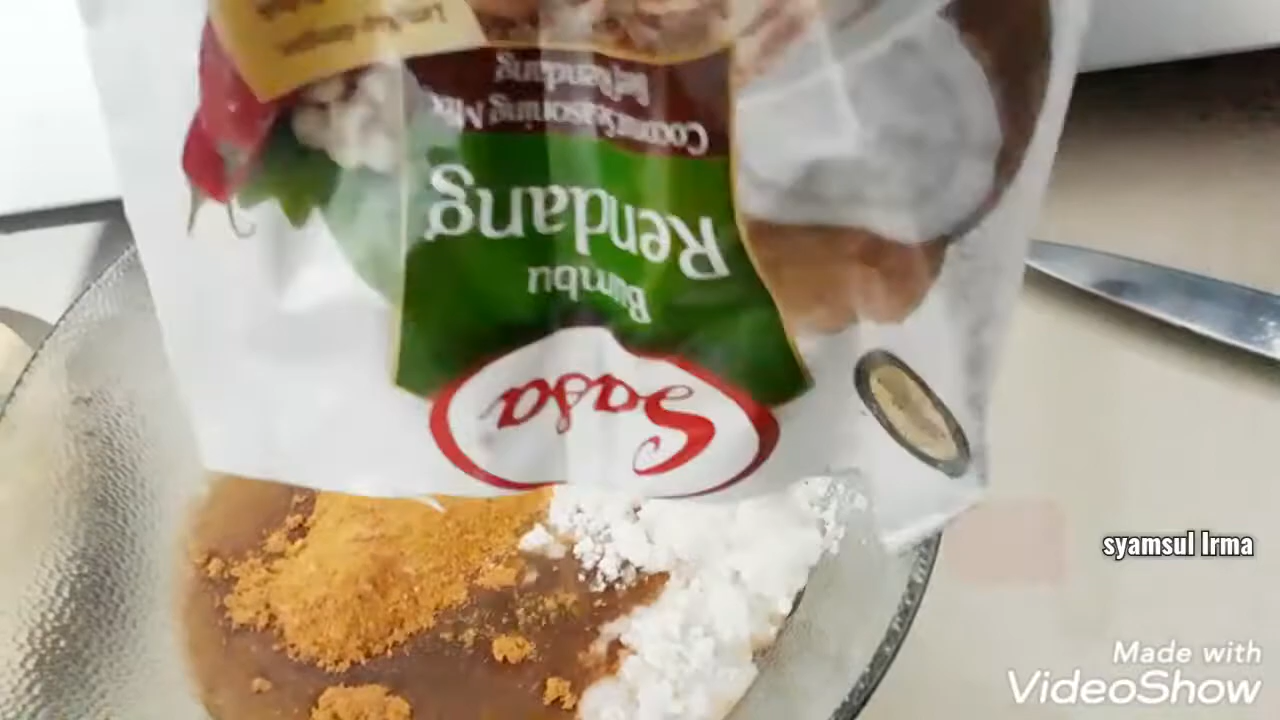 Sasa
Bumbu
Rendang
Coconut Seasoning Mix
for Rendang
syamsul Irma
Made with
VideoShow